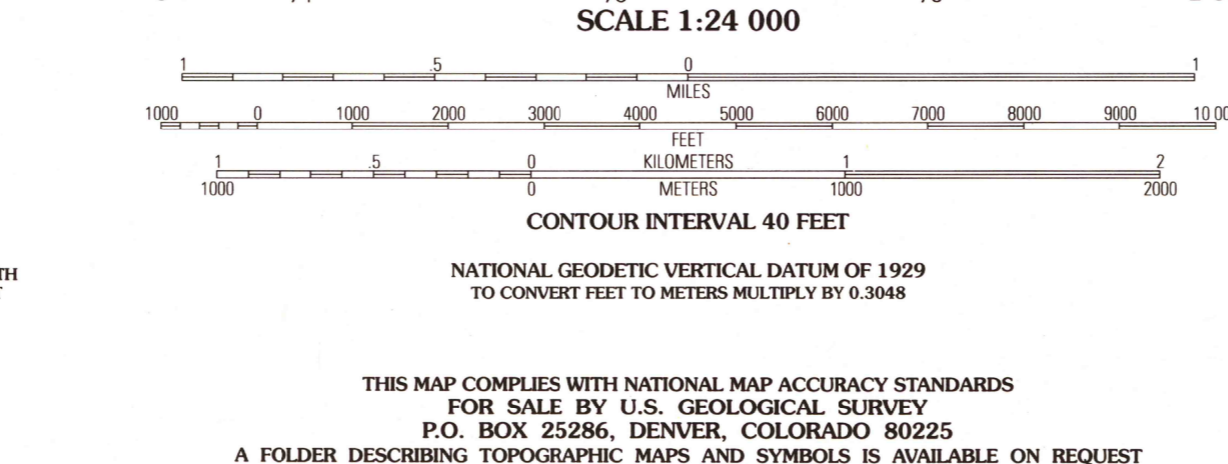 SCALE 1:24 000
1 .5 0 1
MILES
1000 0 1000 2000 3000 4000 5000 6000 7000 8000 9000 10 00
FEET
1 .5 0 KILOMETERS 1 2
1000 0 METERS 1000 2000
CONTOUR INTERVAL 40 FEET
TH
NATIONAL GEODETIC VERTICAL DATUM OF 1929
TO CONVERT FEET TO METERS MULTIPLY BY 0.3048
THIS MAP COMPLIES WITH NATIONAL MAP ACCURACY STANDARDS
FOR SALE BY U.S. GEOLOGICAL SURVEY
P.O. BOX 25286, DENVER, COLORADO 80225
A FOLDER DESCRIBING TOPOGRAPHIC MAPS AND SYMBOLS IS AVAILABLE ON REQUEST